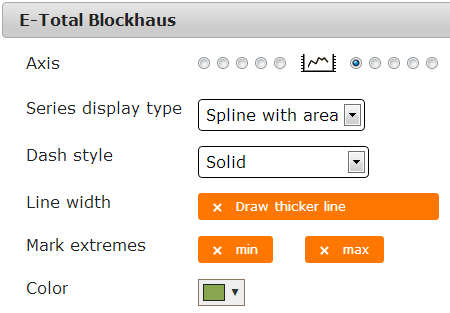 E-Total Blockhaus
Axis
Series display type Spline with area
Dash style Solid
Line width × Draw thicker line
Mark extremes × min × max
Color